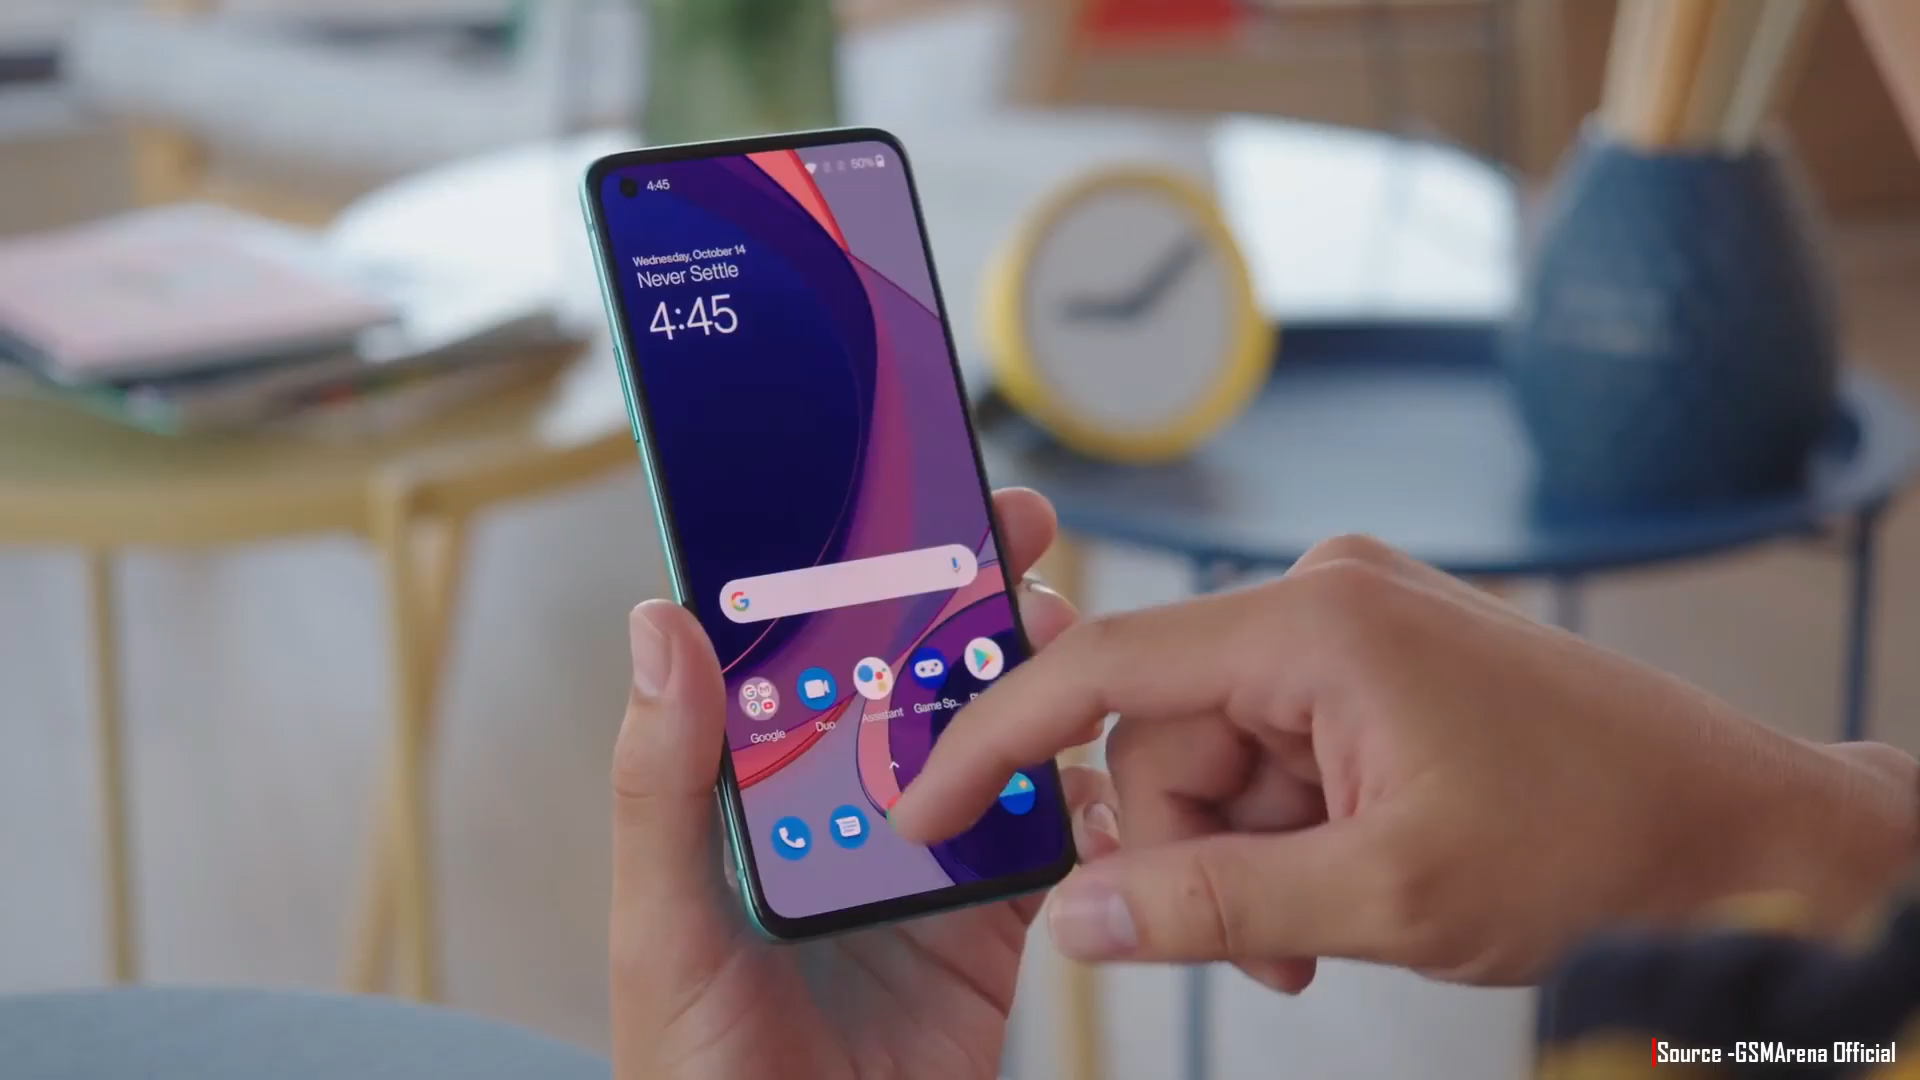 4:45
50%
Wednesday, October 14
Never Settle
4:45
G
Google
Duo
Assistant
Game Sp...
Source -GSMArena Official